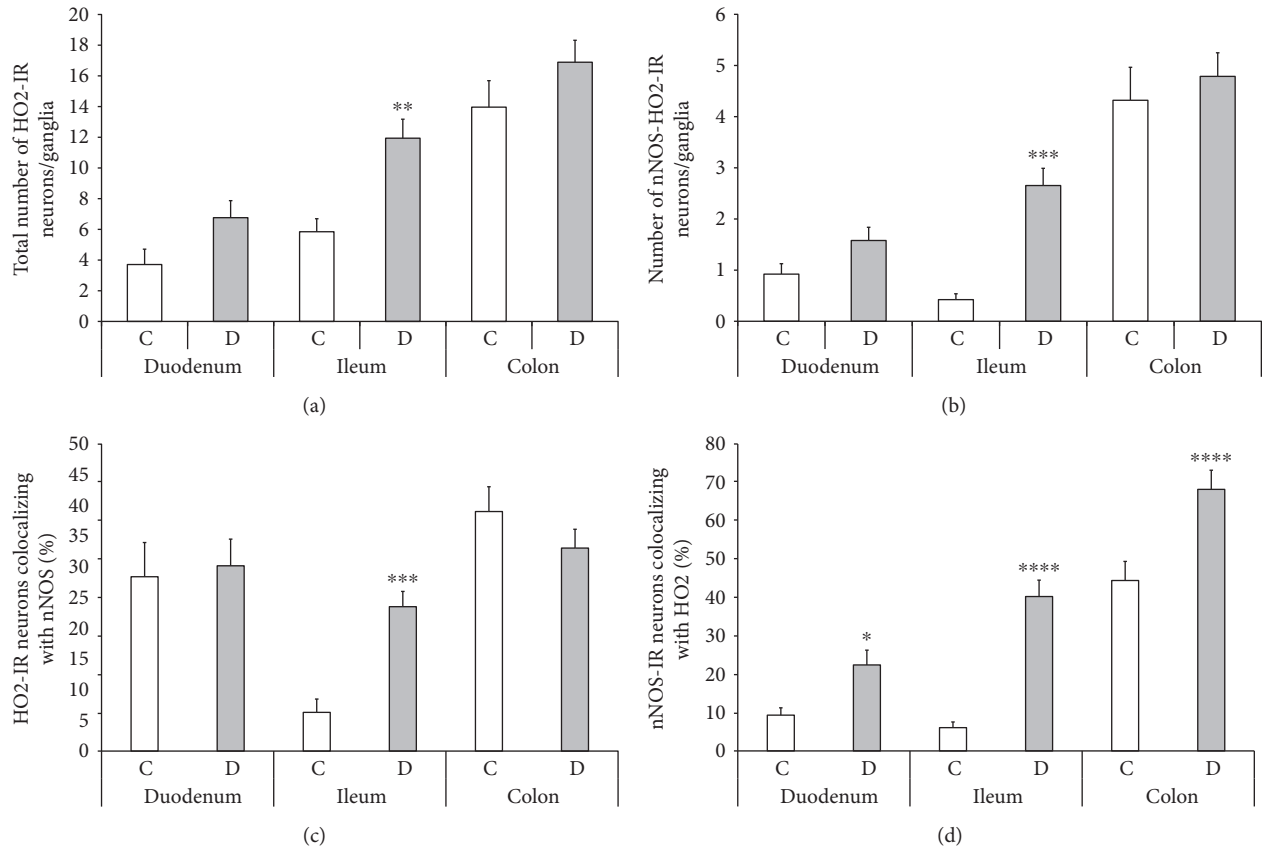 Total number of HO2-IR
neurons/ganglia
20
18
16
14
12
10
8
6
4
2
0
**
C
D
C
D
C
D
Duodenum
Ileum
Colon
(a)
Number of nNOS-HO2-IR
neurons/ganglia
6
5
4
3
2
1
0
***
C
D
C
D
C
D
Duodenum
Ileum
Colon
(b)
HO2-IR neurons colocalizing
with nNOS (%)
50
45
40
35
30
25
20
15
10
5
0
***
C
D
C
D
C
D
Duodenum
Ileum
Colon
(c)
nNOS-IR neurons colocalizing
with HO2 (%)
80
70
60
50
40
30
20
10
0
*
****
****
C
D
C
D
C
D
Duodenum
Ileum
Colon
(d)